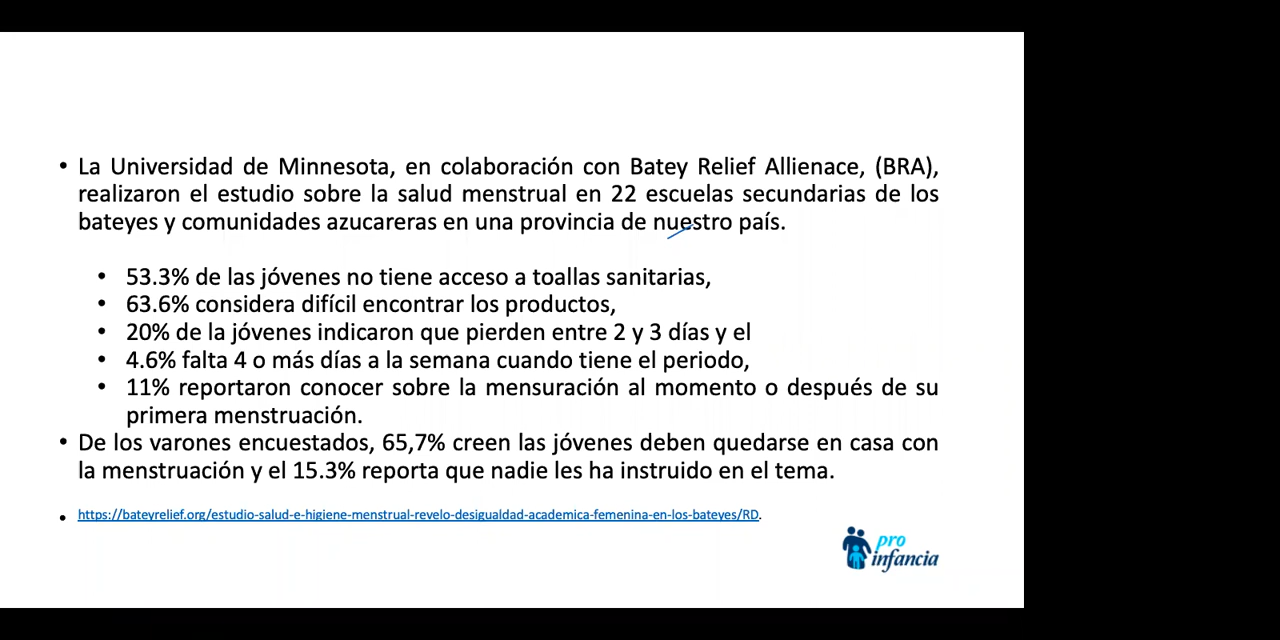 • La Universidad de Minnesota, en colaboración con Batey Relief Allienace, (BRA),
realizaron el estudio sobre la salud menstrual en 22 escuelas secundarias de los
bateyes y comunidades azucareras en una provincia de nuestro país.
• 53.3% de las jóvenes no tiene acceso a toallas sanitarias,
• 63.6% considera difícil encontrar los productos,
• 20% de la jóvenes indicaron que pierden entre 2 y 3 días y el
• 4.6% falta 4 o más días a la semana cuando tiene el periodo,
• 11% reportaron conocer sobre la mensuración al momento o después de su
primera menstruación.
• De los varones encuestados, 65,7% creen las jóvenes deben quedarse en casa con
la menstruación y el 15.3% reporta que nadie les ha instruido en el tema.
• https://bateyrelief.org/estudio-salud-e-higiene-menstrual-revelo-desigualdad-academica-femenina-en-los-bateyes/RD.
pro
infancia